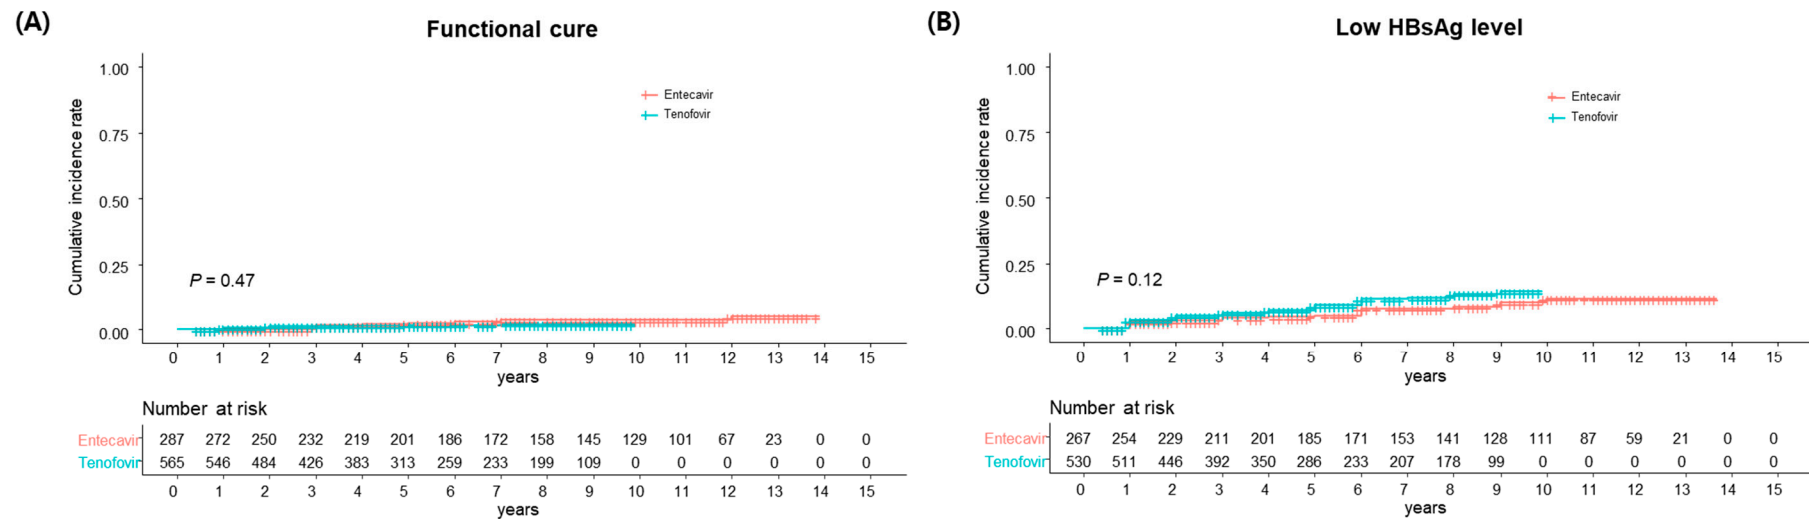 (A)
Functional cure
Cumulative incidence rate
1.00
0.75
0.50
0.25
0.00
Entecavir
Tenofovir
P = 0.47
0 1 2 3 4 5 6 7 8 9 10 11 12 13 14 15
years
Number at risk
Entecavir 287 272 250 232 219 201 186 172 158 145 129 101 67 23 0 0
Tenofovir 565 546 484 426 383 313 259 233 199 109 0 0 0 0 0 0
0 1 2 3 4 5 6 7 8 9 10 11 12 13 14 15
years
(B)
Low HBsAg level
Cumulative incidence rate
1.00
0.75
0.50
0.25
0.00
Entecavir
Tenofovir
P = 0.12
0 1 2 3 4 5 6 7 8 9 10 11 12 13 14 15
years
Number at risk
Entecavir 267 254 229 211 201 185 171 153 141 128 111 87 59 21 0 0
Tenofovir 530 511 446 392 350 286 233 207 178 99 0 0 0 0 0 0
0 1 2 3 4 5 6 7 8 9 10 11 12 13 14 15
years